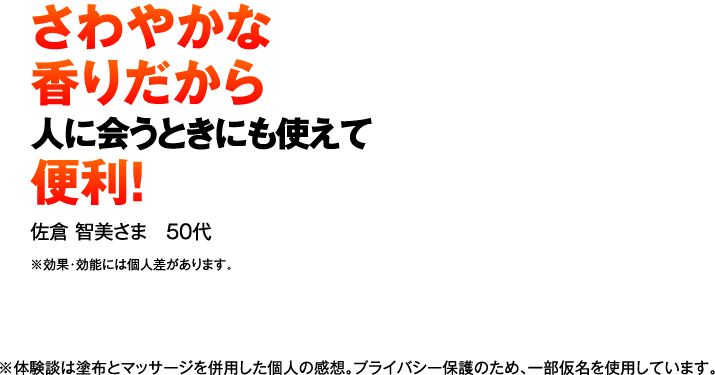 さわやかな
香りだから
人に会うときにも使えて
便利!
佐倉 智美さま　50代
※効果･効能には個人差があります。
※体験談は塗布とマッサージを併用した個人の感想。プライバシー保護のため、一部仮名を使用しています。